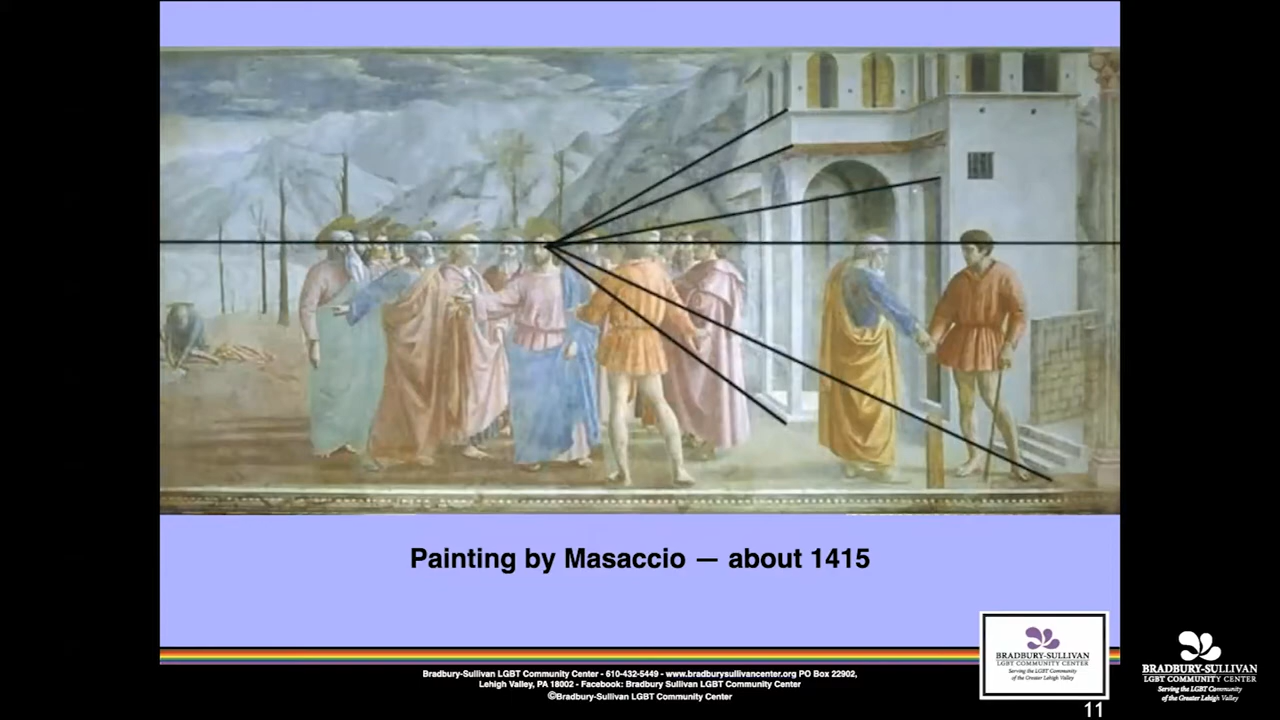 Painting by Masaccio — about 1415
BRADBURY-SULLIVAN
LGBT COMMUNITY CENTER
Serving the LGBT Community
of the Greater Lehigh Valley
Bradbury-Sullivan LGBT Community Center - 610-432-5449 - www.bradburysullivancenter.org PO Box 22902,
Lehigh Valley, PA 18002 - Facebook: Bradbury Sullivan LGBT Community Center
©Bradbury-Sullivan LGBT Community Center
11
BRADBURY-SULLIVAN
LGBT COMMUNITY CENTER
Serving the LGBT Community
of the Greater Lehigh Valley